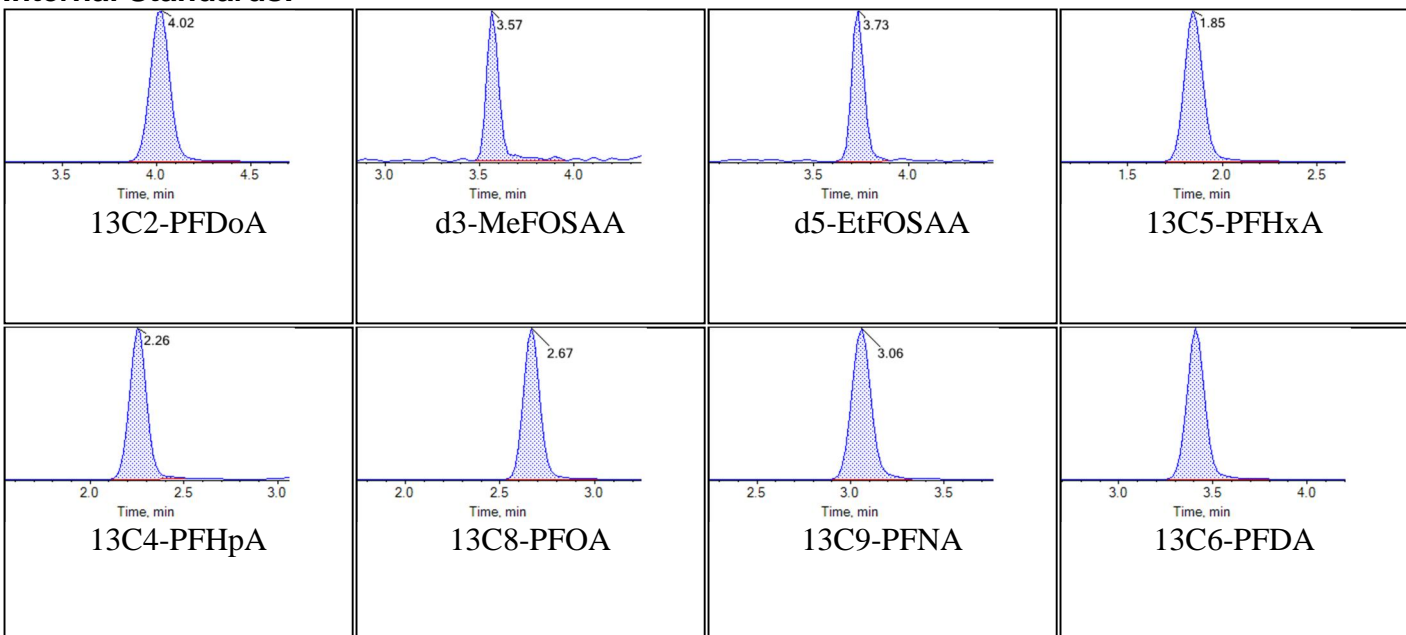 Internal Standards:
4.02
3.5 4.0 4.5
Time, min
13C2-PFDoA
3.57
3.0 3.5 4.0
Time, min
d3-MeFOSAA
3.73
3.5 4.0
Time, min
d5-EtFOSAA
1.85
1.5 2.0 2.5
Time, min
13C5-PFHxA
2.26
2.0 2.5 3.0
Time, min
13C4-PFHpA
2.67
2.0 2.5 3.0
Time, min
13C8-PFOA
3.06
2.5 3.0 3.5
Time, min
13C9-PFNA
3.0 3.5 4.0
Time, min
13C6-PFDA